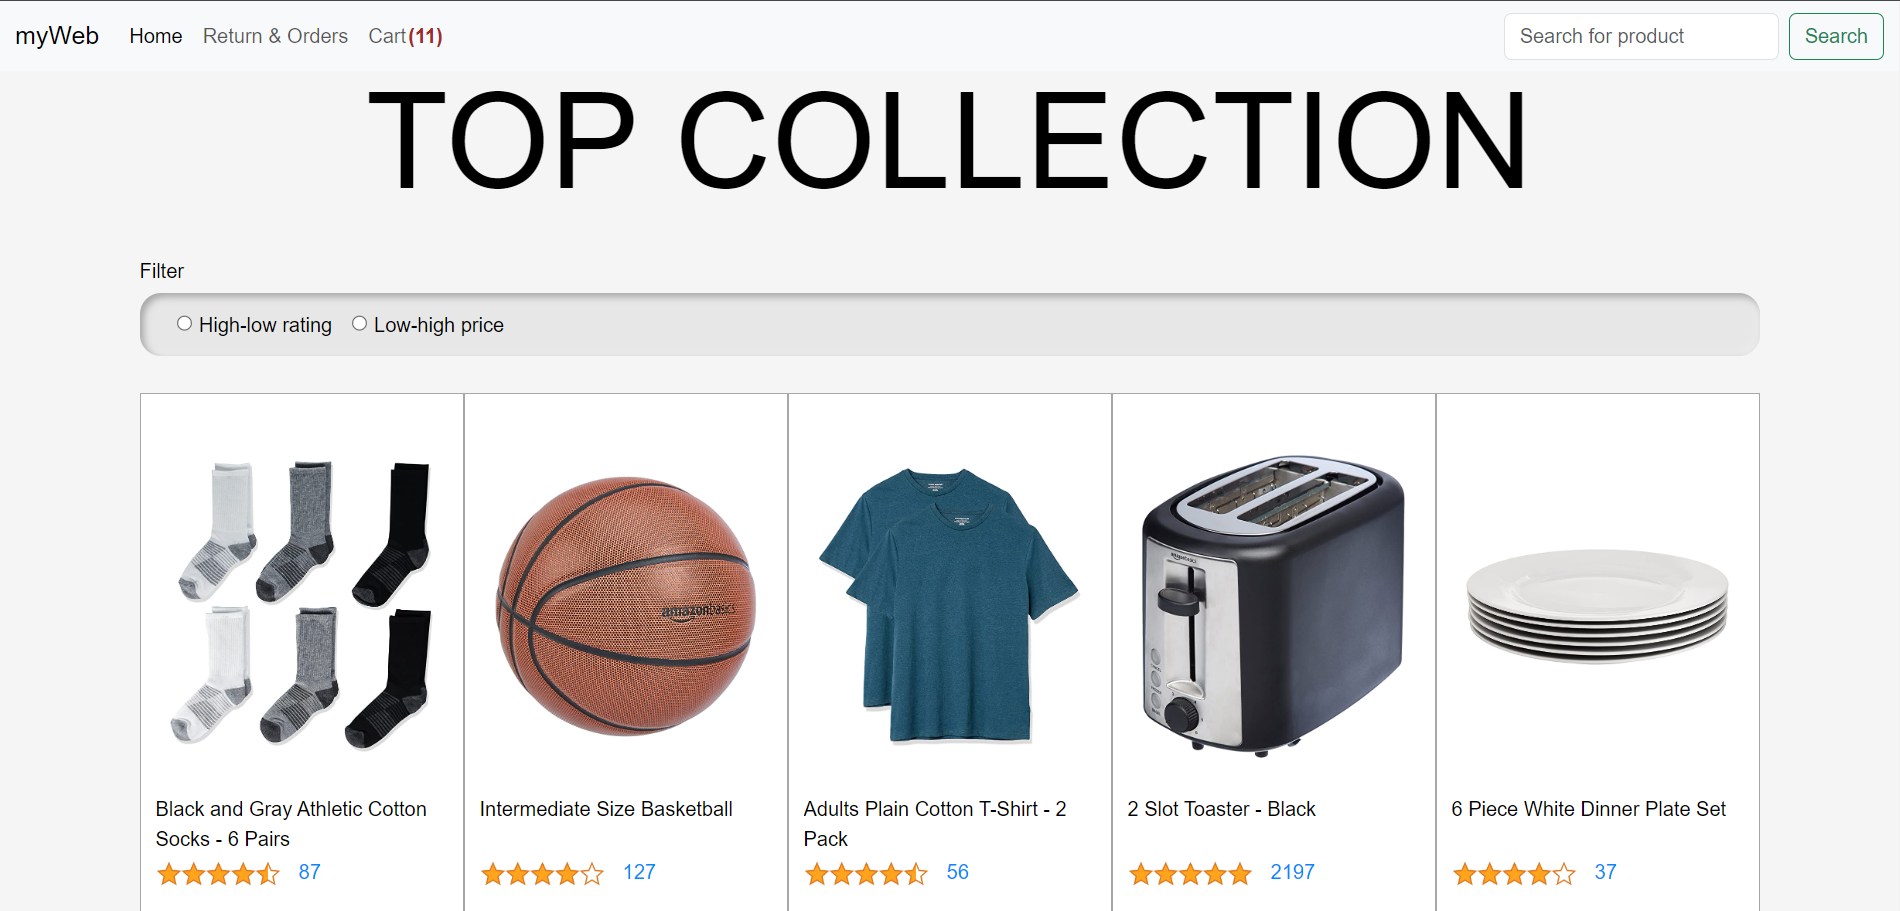 myWeb Home Return & Orders Cart(11) Search for product Search
TOP COLLECTION
Filter
High-low rating Low-high price
amazonbasics
Black and Gray Athletic Cotton
Socks - 6 Pairs
87
Intermediate Size Basketball
127
Adults Plain Cotton T-Shirt - 2
Pack
56
2 Slot Toaster - Black
2197
6 Piece White Dinner Plate Set
37